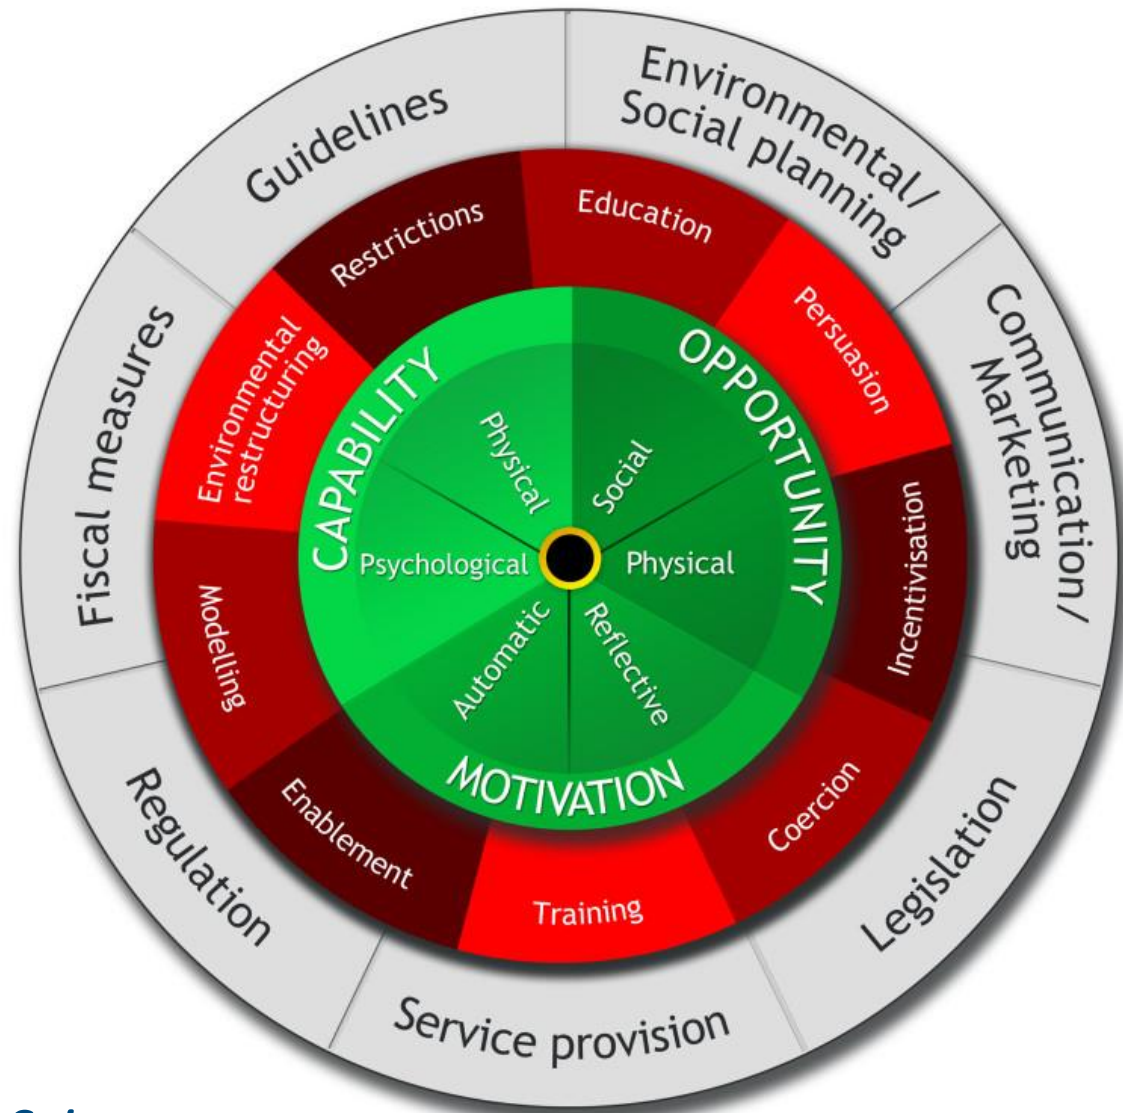 Guidelines
Environmental/
Social planning
Communication/
Marketing
Legislation
Service provision
Regulation
Fiscal measures
Restrictions
Education
Persuasion
Incentivisation
Coercion
Training
Enablement
Modelling
Environmental
restructuring
CAPABILITY
OPPORTUNITY
MOTIVATION
Physical
Social
Physical
Reflective
Automatic
Psychological